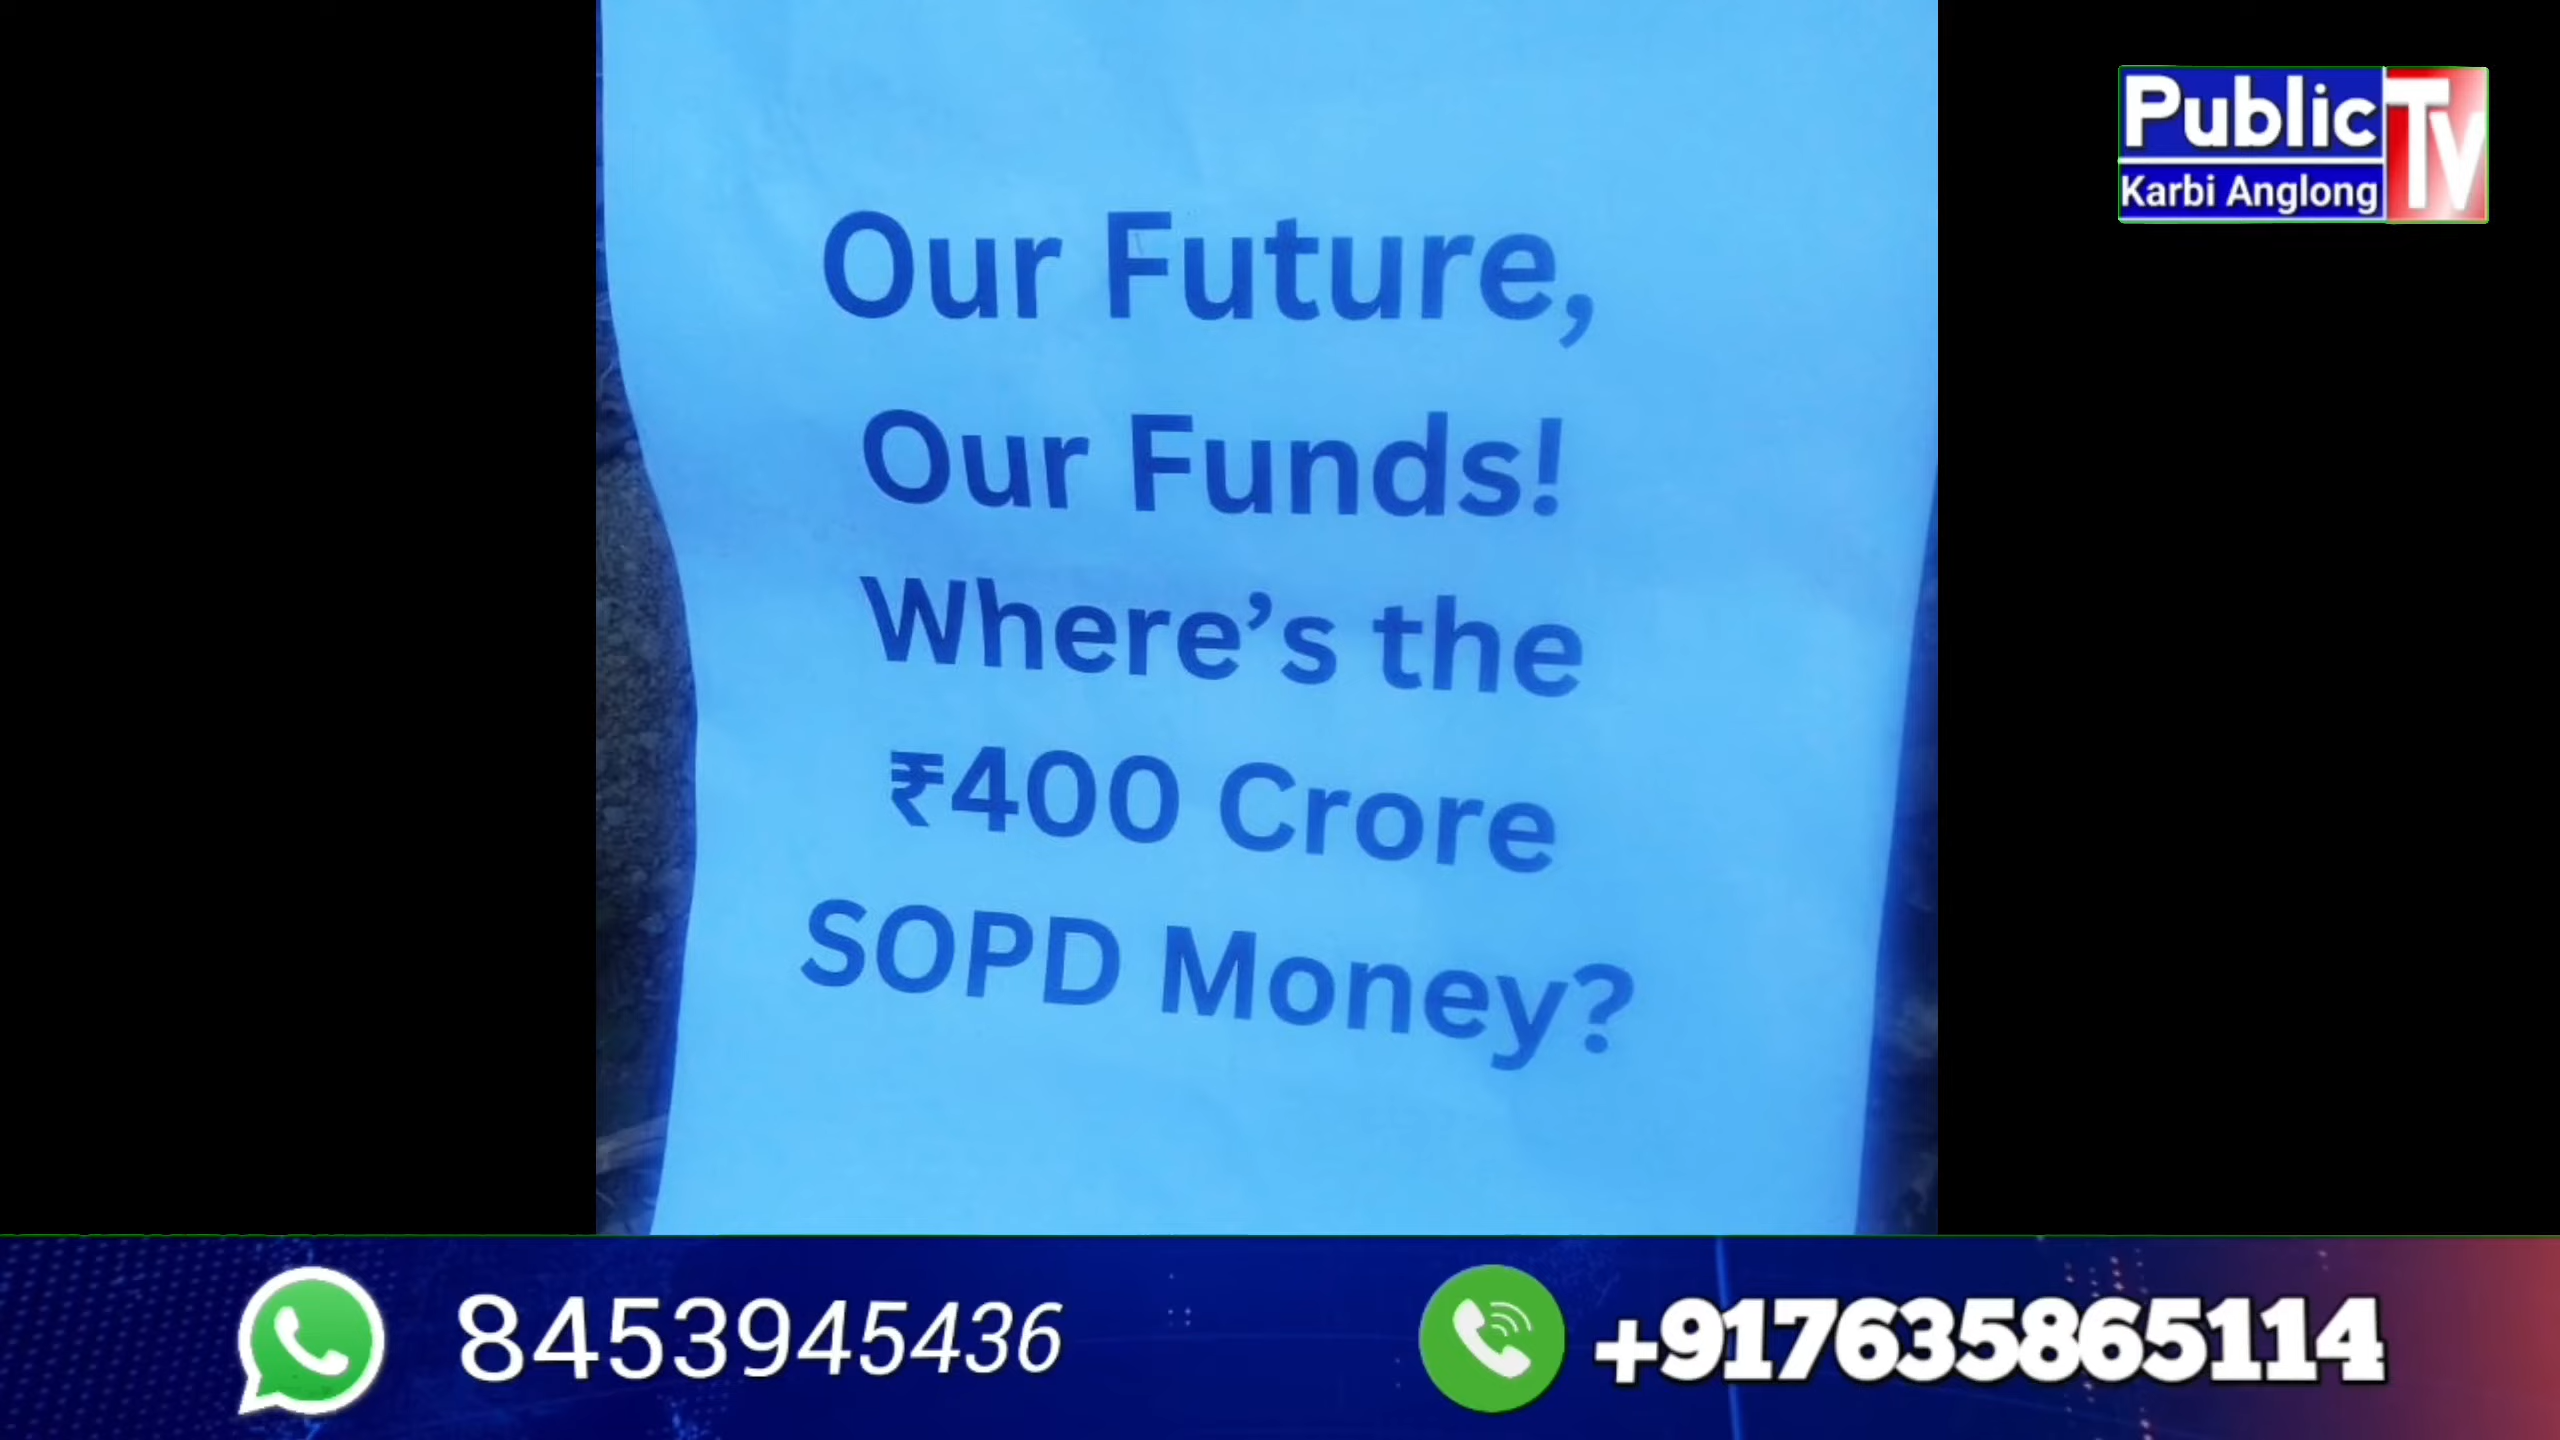 Public TV
Karbi Anglong
Our Future,
Our Funds!
Where’s the
₹400 Crore
SOPD Money?
8453945436
+917635865114